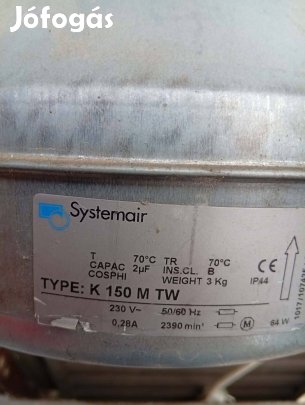 Jófogás
Systemair
T 70°C TR 70°C
CAPAC 2µF INS.CL. B
COSPHI WEIGHT 3 Kg
CE
IP44
TYPE: K 150 M TW
230 V~ 50/60 Hz
0,28A 2390 min' M 64 W